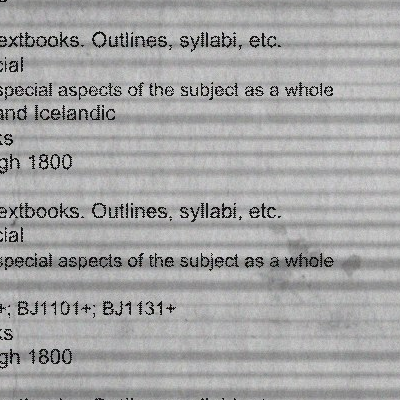 extbooks. Outlines, syllabi, etc.
cial
special aspects of the subject as a whole
and Icelandic
ks
gh 1800
extbooks. Outlines, syllabi, etc.
cial
special aspects of the subject as a whole
+; BJ1101+; BJ1131+
ks
gh 1800